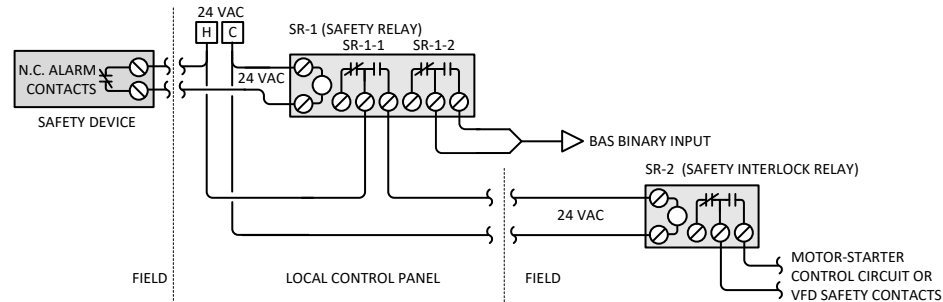 24 VAC
H C
SR-1 (SAFETY RELAY)
SR-1-1 SR-1-2
N.C. ALARM
CONTACTS
24 VAC
SAFETY DEVICE
BAS BINARY INPUT
SR-2 (SAFETY INTERLOCK RELAY)
24 VAC
MOTOR-STARTER
CONTROL CIRCUIT OR
VFD SAFETY CONTACTS
FIELD
LOCAL CONTROL PANEL
FIELD